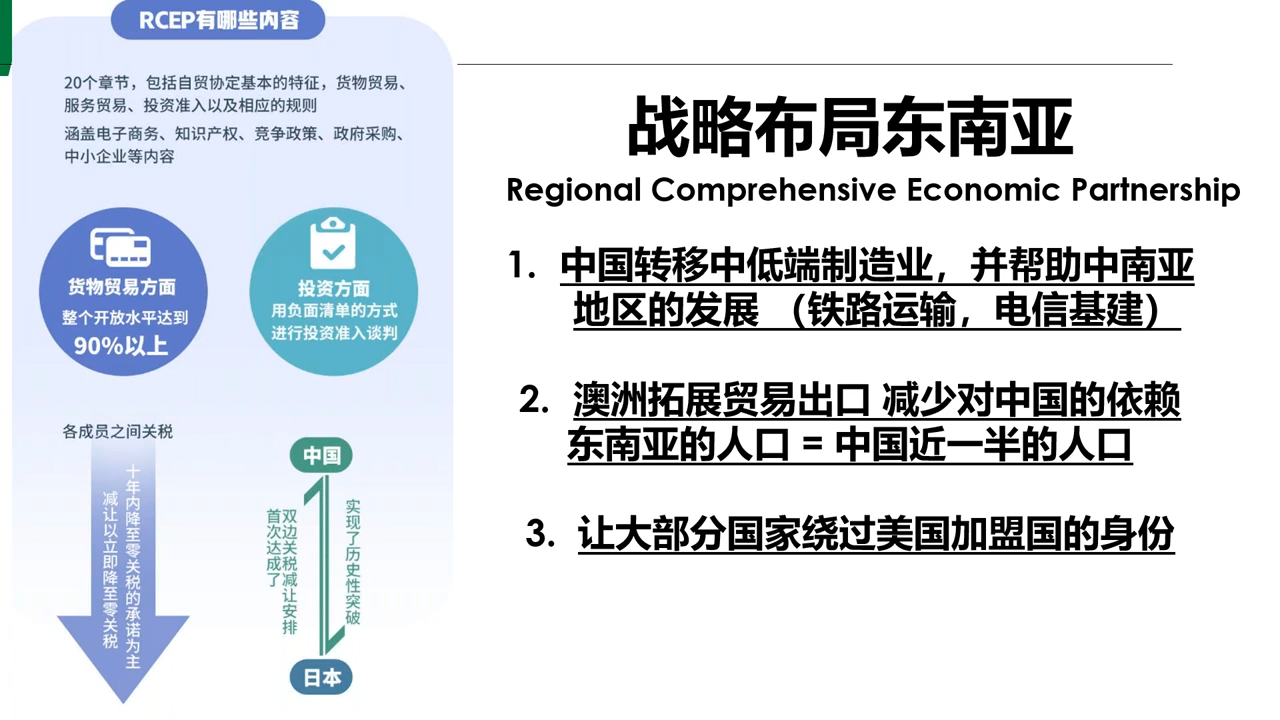 RCEP有哪些内容
20个章节，包括自贸协定基本的特征，货物贸易、
服务贸易、投资准入以及相应的规则
涵盖电子商务、知识产权、竞争政策、政府采购、
中小企业等内容
货物贸易方面
整个开放水平达到
90%以上
投资方面
用负面清单的方式
进行投资准入谈判
各成员之间关税
减让以立即降至零关税
十年内降至零关税的承诺为主
中国
首次达成了
双边关税减让安排
实现了历史性突破
日本
战略布局东南亚
Regional Comprehensive Economic Partnership
1. 中国转移中低端制造业，并帮助中南亚
地区的发展 （铁路运输，电信基建）
2. 澳洲拓展贸易出口 减少对中国的依赖
东南亚的人口 = 中国近一半的人口
3. 让大部分国家绕过美国加盟国的身份